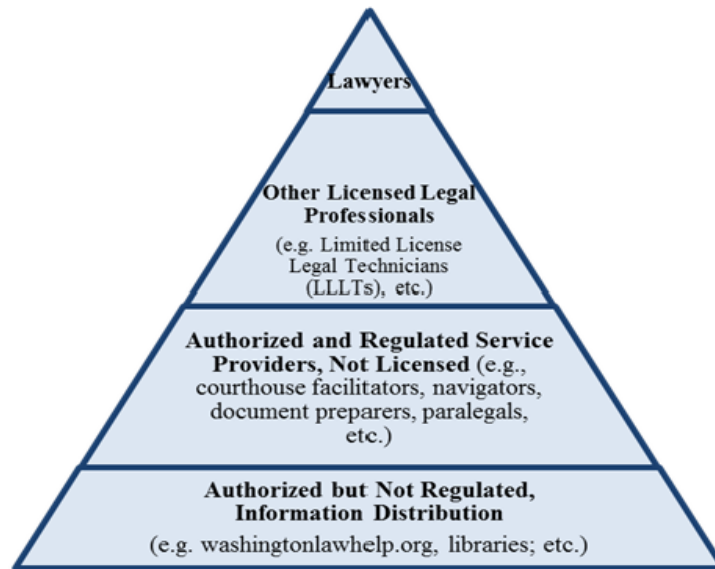 Lawyers
Other Licensed Legal
Professionals
(e.g. Limited License
Legal Technicians
(LLLTs), etc.)
Authorized and Regulated Service
Providers, Not Licensed (e.g.,
courthouse facilitators, navigators,
document preparers, paralegals,
etc.)
Authorized but Not Regulated,
Information Distribution
(e.g. washingtonlawhelp.org, libraries; etc.)